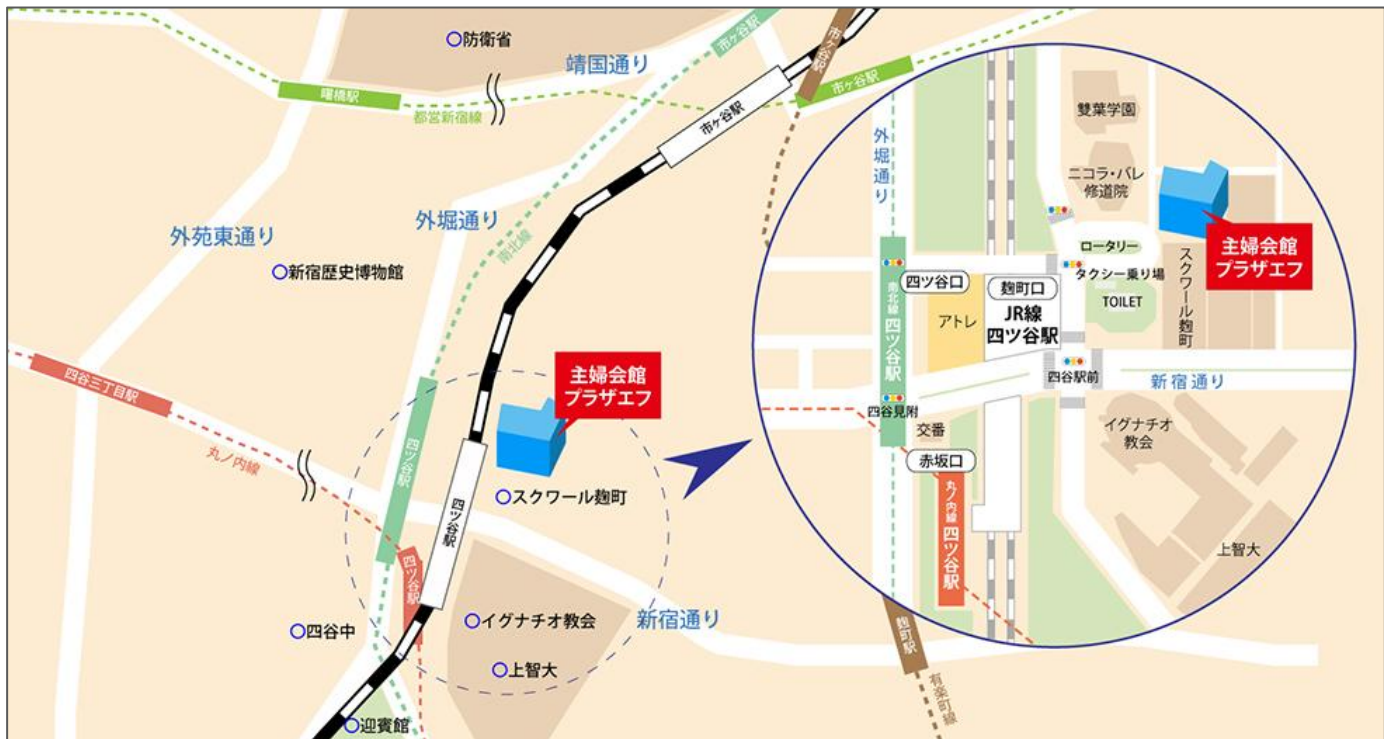 防衛省
靖国通り
市ヶ谷駅
市ヶ谷駅
曙橋駅
都営新宿線
市ヶ谷駅
市ヶ谷駅
外苑東通り
外堀通り
南北線
新宿歴史博物館
四谷三丁目駅
丸ノ内線
主婦会館
プラザエフ
四ツ谷駅
四ツ谷駅
四ツ谷駅
スクワール麹町
イグナチオ教会
新宿通り
四谷中
上智大
迎賓館
麹町駅
有楽町線
外堀通り
雙葉学園
ニコラ・バレ
修道院
主婦会館
プラザエフ
ロータリー
タクシー乗り場
TOILET
スクワール麹町
四ツ谷口
麹町口
アトレ
JR線
四ツ谷駅
南北線 四ツ谷駅
四谷駅前
新宿通り
四谷見附
交番
赤坂口
丸ノ内線 四ツ谷駅
イグナチオ
教会
上智大